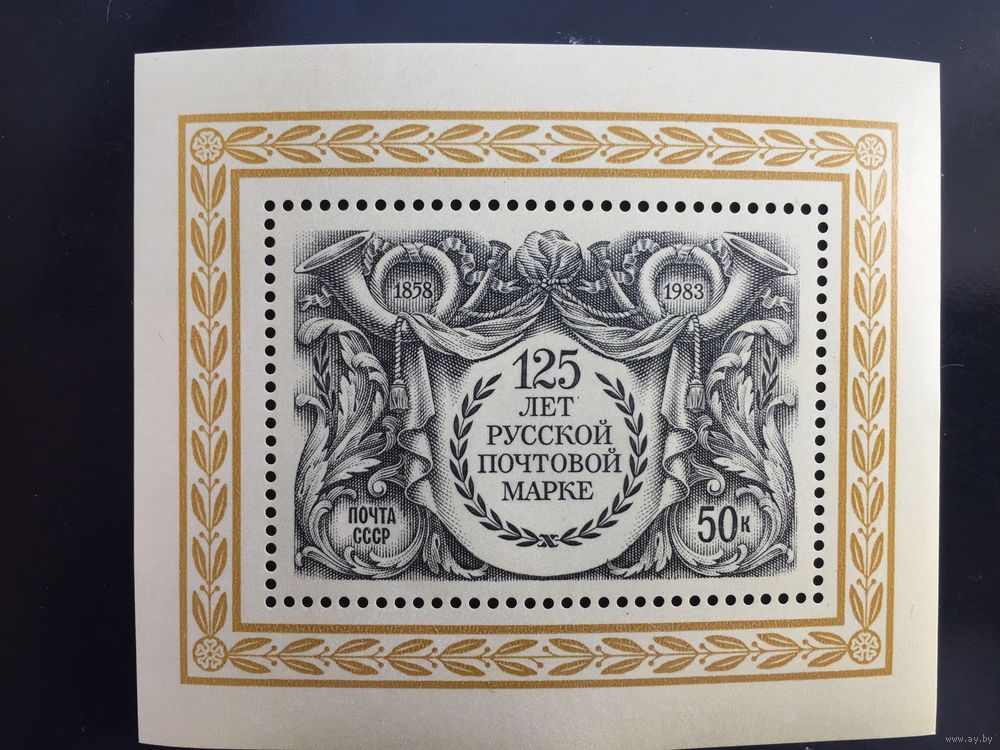 1858
1983
125
ЛЕТ
РУССКОЙ
ПОЧТОВОЙ
МАРКЕ
ПОЧТА
СССР
50к
www.ay.by